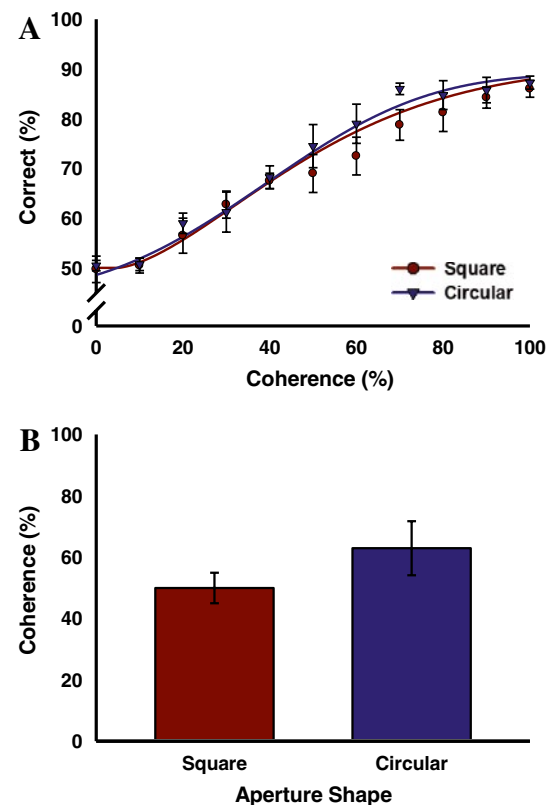 A
100
90
80
70
60
50
0
Correct (%)
Square
Circular
0 20 40 60 80 100
Coherence (%)
B
100
80
60
40
20
0
Coherence (%)
Square Circular
Aperture Shape